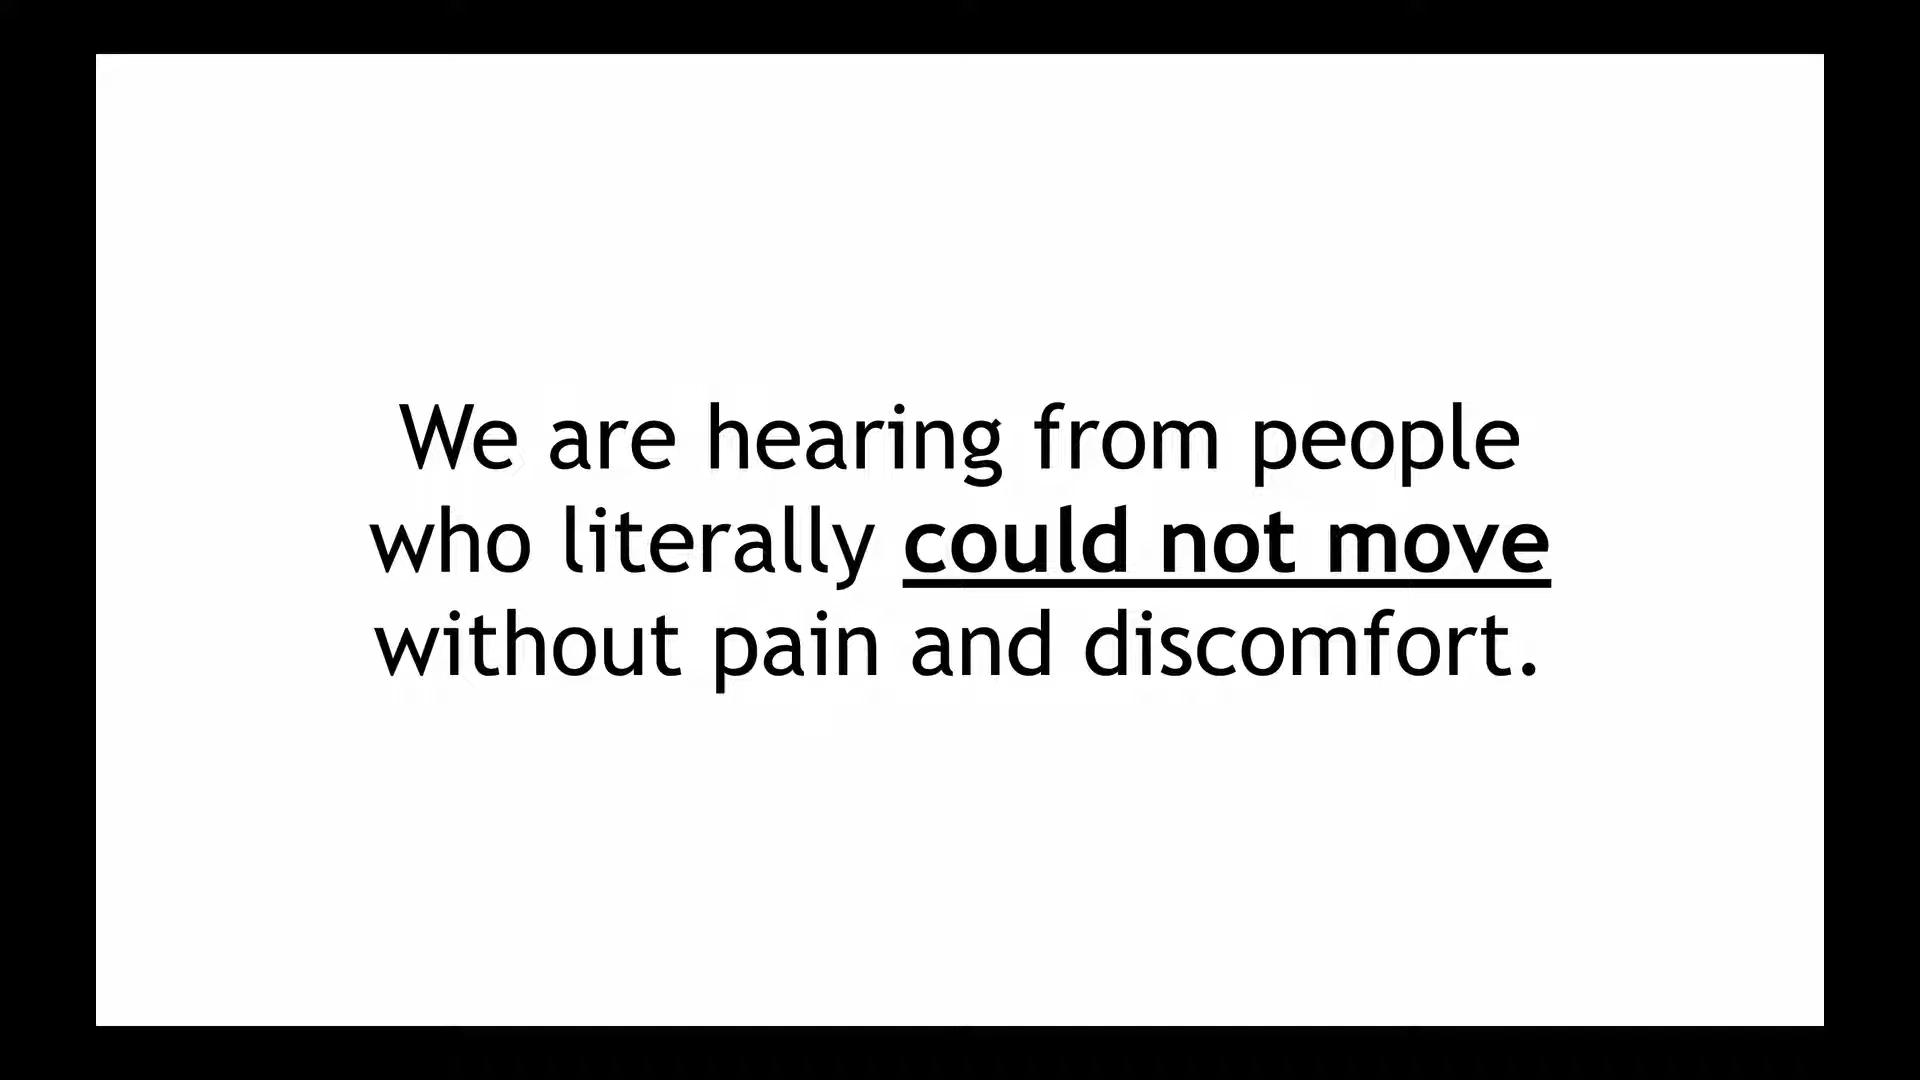 We are hearing from people
who literally could not move
without pain and discomfort.